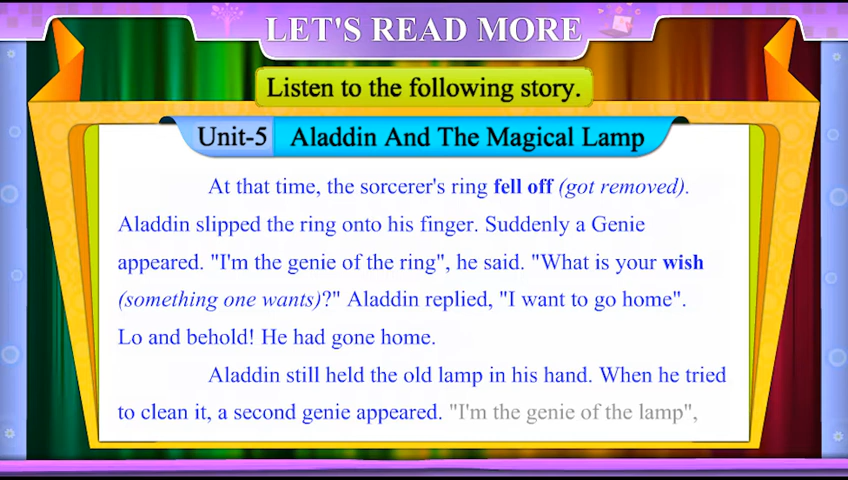 LET'S READ MORE
Listen to the following story.
Unit-5 Aladdin And The Magical Lamp
At that time, the sorcerer's ring fell off (got removed).
Aladdin slipped the ring onto his finger. Suddenly a Genie
appeared. "I'm the genie of the ring", he said. "What is your wish
(something one wants)?" Aladdin replied, "I want to go home".
Lo and behold! He had gone home.
Aladdin still held the old lamp in his hand. When he tried
to clean it, a second genie appeared. "I'm the genie of the lamp",